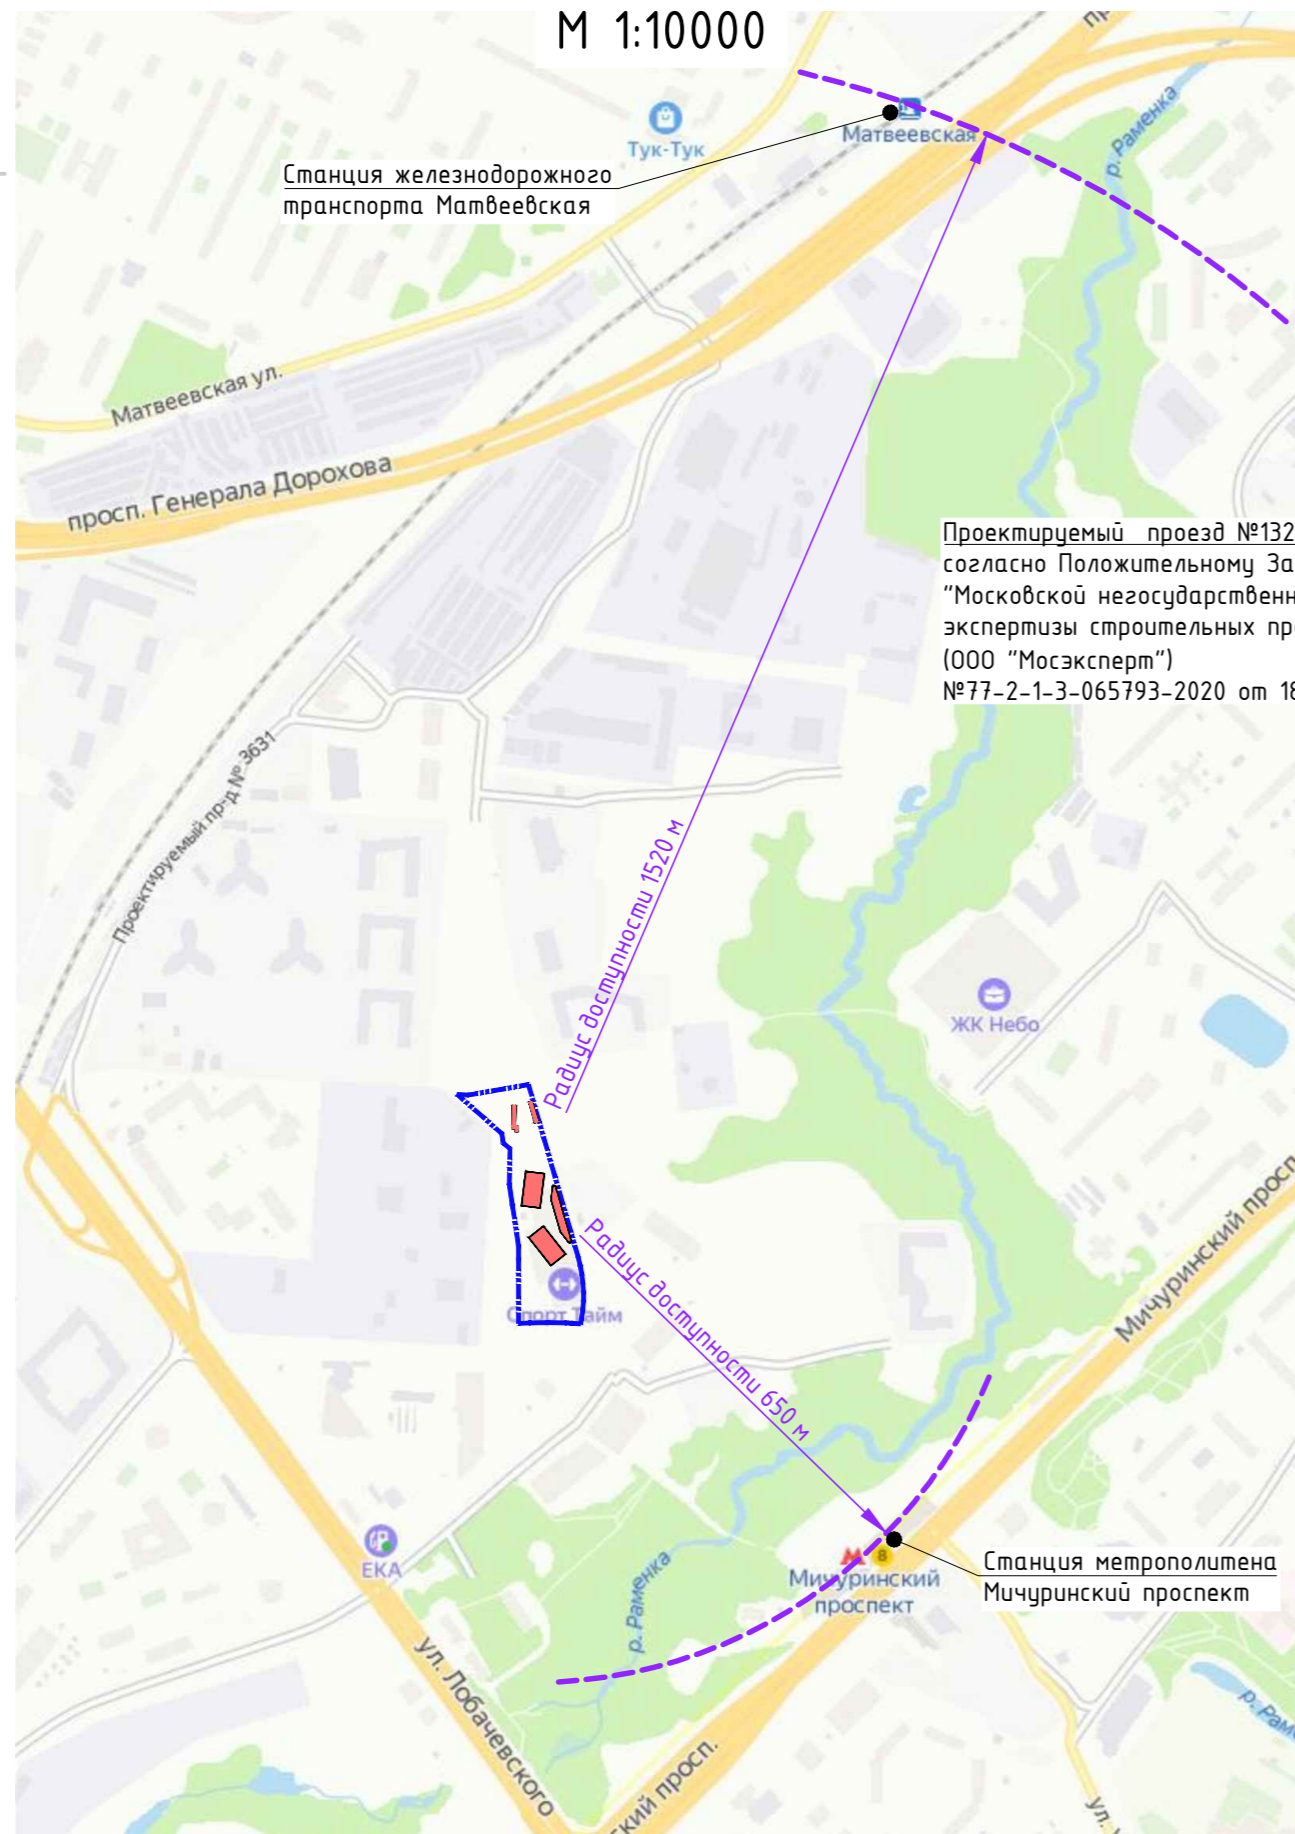 М 1:10000
р. Раменка
Тук-Тук
Матвеевская
Станция железнодорожного
транспорта Матвеевская
Матвеевская ул.
просп. Генерала Дорохова
Проектируемый проезд №132
согласно Положительному За
"Московской негосударственн
экспертизы строительных пр
(ООО "Мосэксперт")
№77-2-1-3-065793-2020 от 18
Проектируемый пр-д № 3631
Радиус доступности 1520 м
ЖК Небо
Мичуринский просп.
Радиус доступности 650 м
Спорт Тайм
ЕКА
8
Мичуринский
проспект
Станция метрополитена
Мичуринский проспект
р. Раменка
ул. Лобачевского
р. Раме
ский просп.
ул.